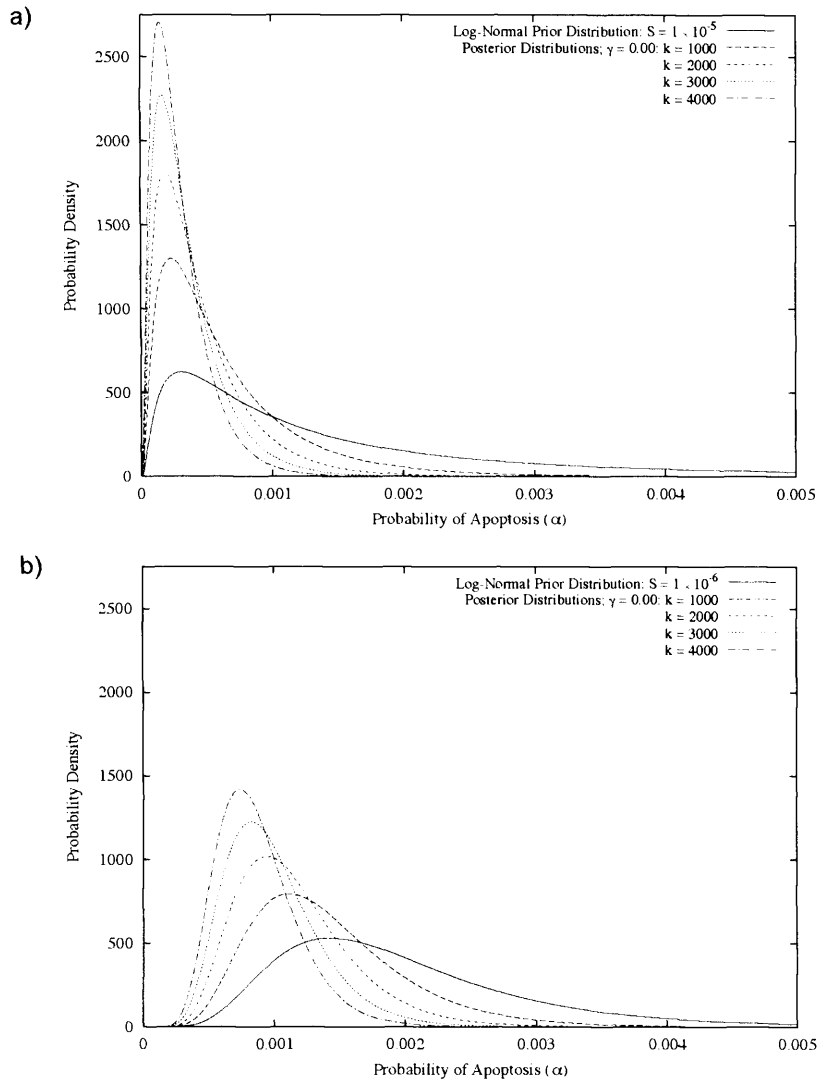 a)
Log-Normal Prior Distribution: S = 1 × 10⁻⁵
Posterior Distributions; γ = 0.00: k = 1000
k = 2000
k = 3000
k = 4000
2500
2000
1500
1000
500
0
Probability Density
0 0.001 0.002 0.003 0.004 0.005
Probability of Apoptosis (α)
b)
Log-Normal Prior Distribution: S = 1 × 10⁻⁶
Posterior Distributions; γ = 0.00: k = 1000
k = 2000
k = 3000
k = 4000
2500
2000
1500
1000
500
0
Probability Density
0 0.001 0.002 0.003 0.004 0.005
Probability of Apoptosis (α)